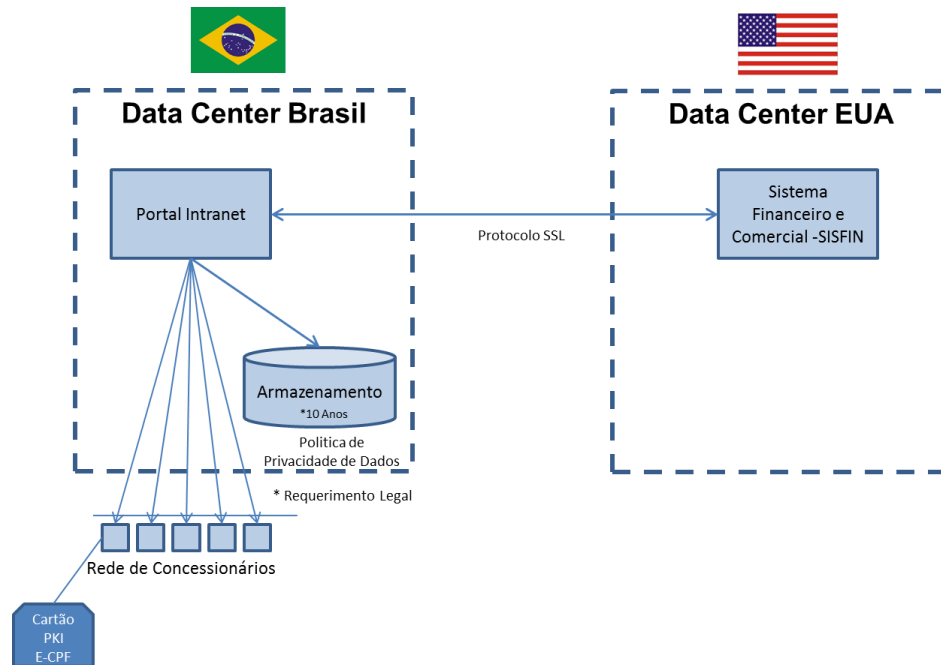 Data Center Brasil
Data Center EUA
Portal Intranet
Protocolo SSL
Sistema
Financeiro e
Comercial -SISFIN
Armazenamento
*10 Anos
Politica de
Privacidade de Dados
* Requerimento Legal
Rede de Concessionários
Cartão
PKI
E-CPF